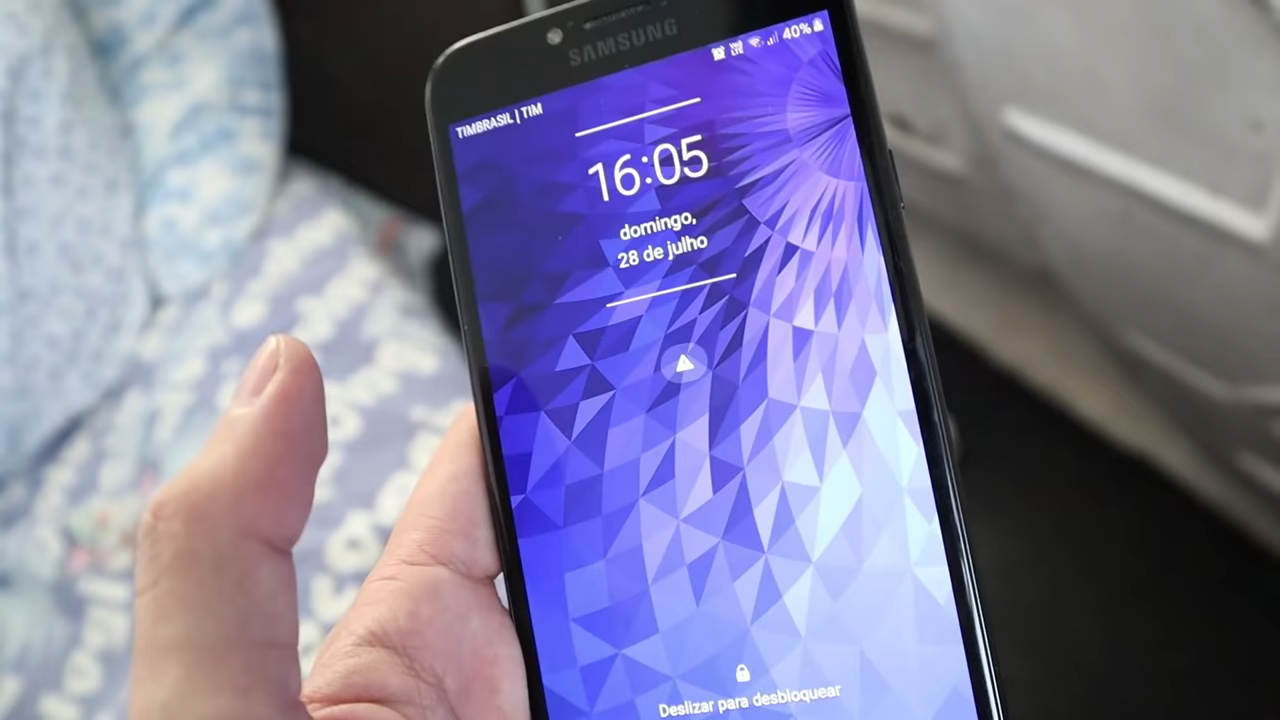 SAMSUNG
40%
TIMBRASIL | TIM
16:05
domingo,
28 de julho
Deslizar para desbloquear